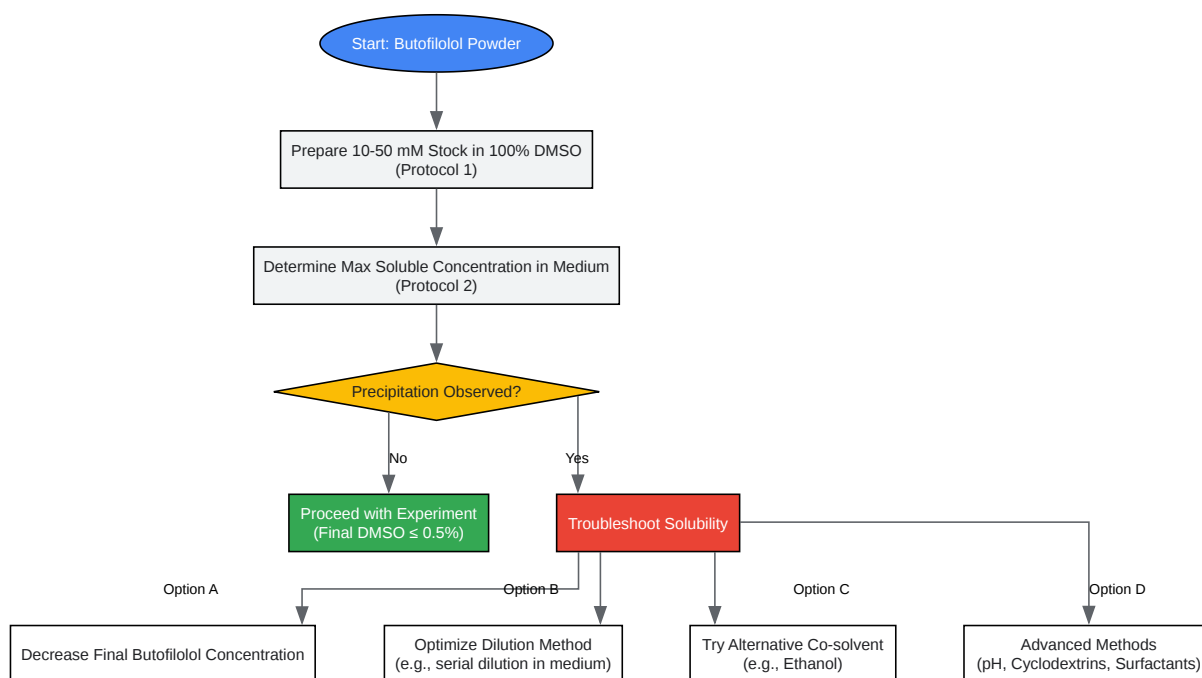 Start: Butofilolol Powder
Prepare 10-50 mM Stock in 100% DMSO
(Protocol 1)
Determine Max Soluble Concentration in Medium
(Protocol 2)
Precipitation Observed?
No
Yes
Proceed with Experiment
(Final DMSO ≤ 0.5%)
Troubleshoot Solubility
Option A
Option B
Option C
Option D
Decrease Final Butofilolol Concentration
Optimize Dilution Method
(e.g., serial dilution in medium)
Try Alternative Co-solvent
(e.g., Ethanol)
Advanced Methods
(pH, Cyclodextrins, Surfactants)